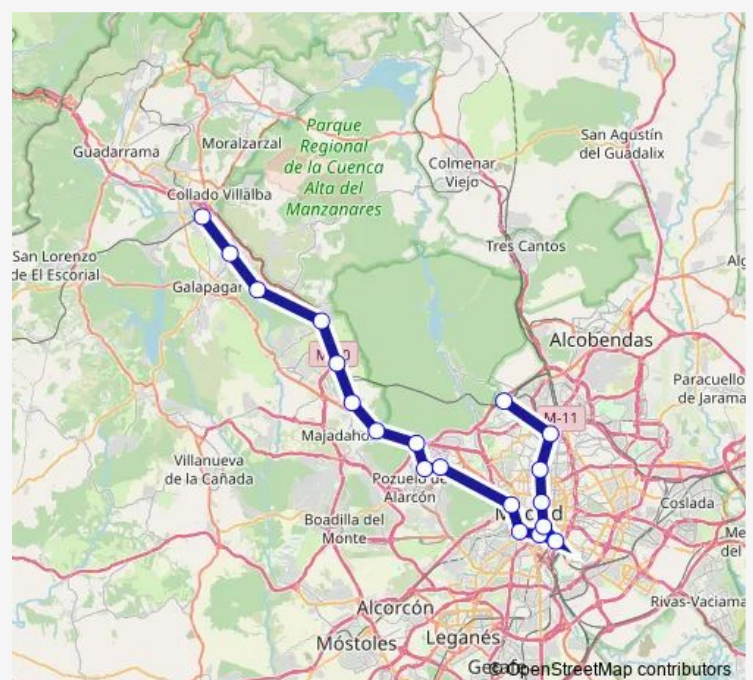 Guadarrama
Moralzarzal
Parque
Regional
de la Cuenca
Alta del
Manzanares
San Agustín
del Guadalix
Colmenar
Viejo
Collado Villalba
San Lorenzo
de El Escorial
Tres Cantos
Galapagar
Alcobendas
Paracuello
de Jarama
M-11
Majadaho
Villanueva
de la Cañada
Pozuelo de
Alarcón
Coslada
Boadilla del
Monte
Rivas-Vaciama
Alcorcón
Móstoles
Leganés
© OpenStreetMap contributors